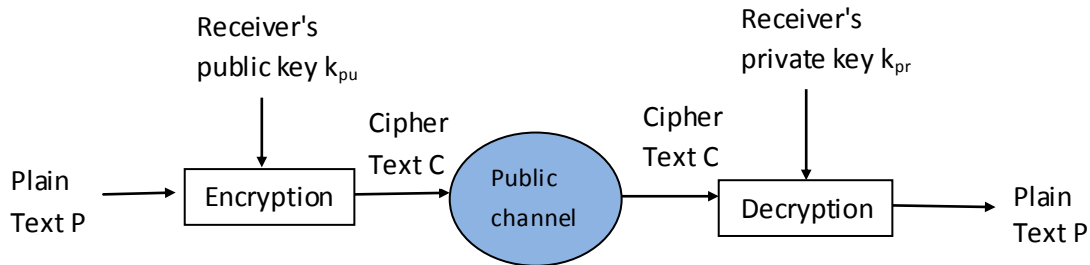 Receiver's
public key kpu
Receiver's
private key kpr
Cipher
Text C
Cipher
Text C
Plain
Text P
Encryption
Public
channel
Decryption
Plain
Text P